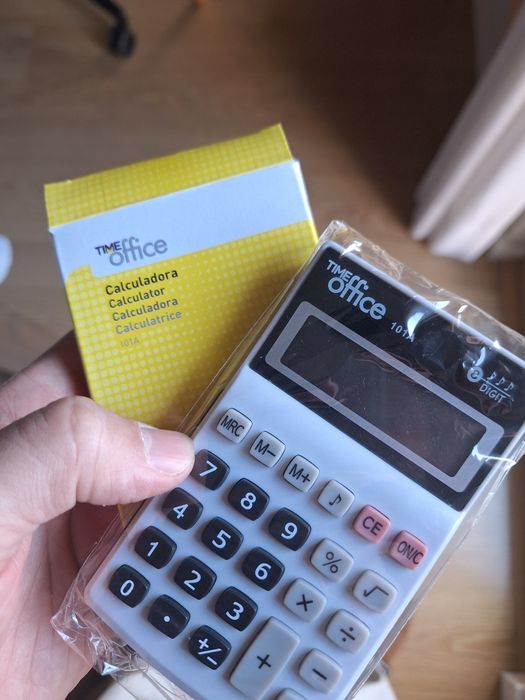 TIME office
Calculadora
Calculator
Calculadora
Calculatrice
101A
TIME office
101A
8 DIGIT
MRC M− M+ ♪ CE ON/C
7 8 9 % √
4 5 6 × ÷
1 2 3 + −
0 . +/−